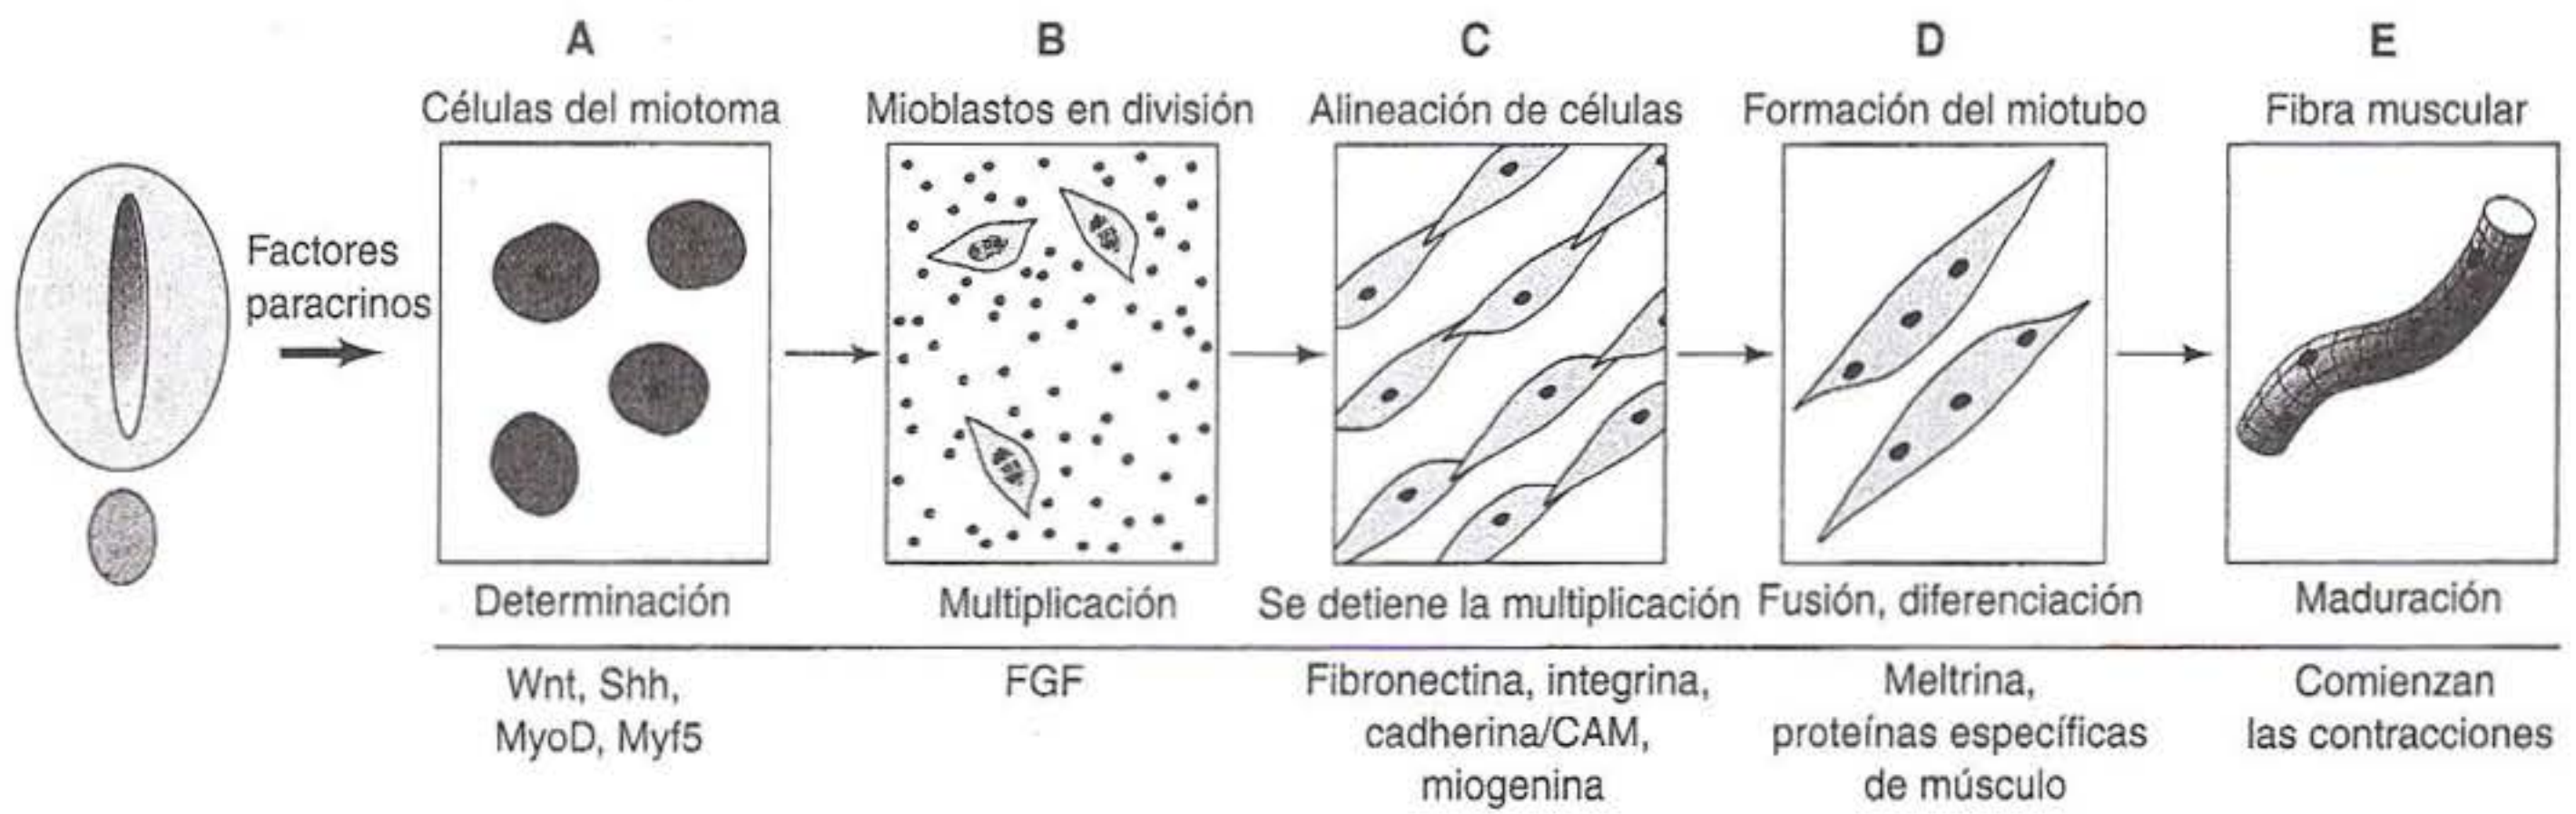 A
B
C
D
E
Células del miotoma
Mioblastos en división
Alineación de células
Formación del miotubo
Fibra muscular
Factores
paracrinos
Determinación
Multiplicación
Se detiene la multiplicación
Fusión, diferenciación
Maduración
Wnt, Shh,
MyoD, Myf5
FGF
Fibronectina, integrina,
cadherina/CAM,
miogenina
Meltrina,
proteínas específicas
de músculo
Comienzan
las contracciones